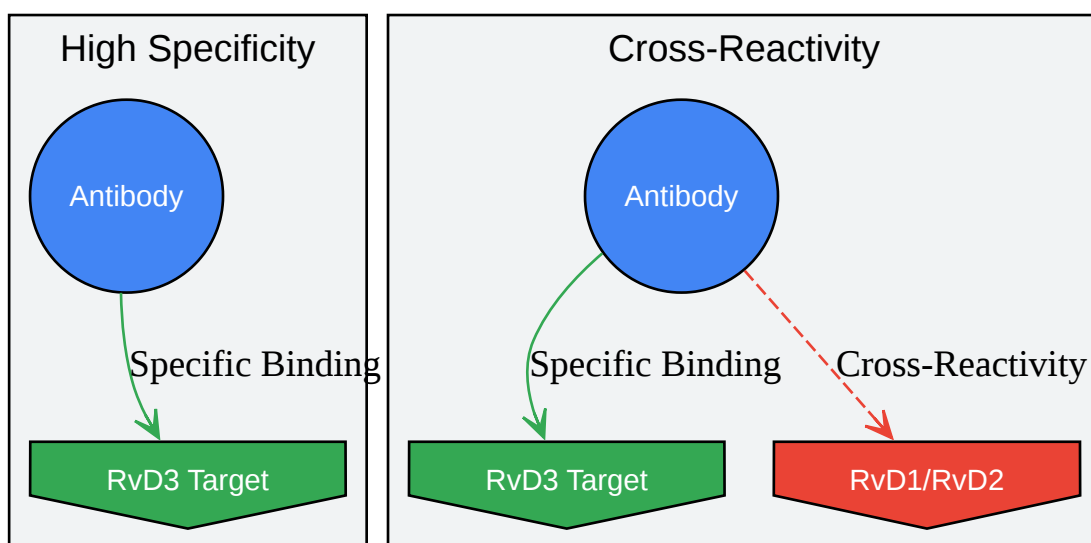 High Specificity
Antibody
Specific Binding
RvD3 Target
Cross-Reactivity
Antibody
Specific Binding
Cross-Reactivity
RvD3 Target
RvD1/RvD2